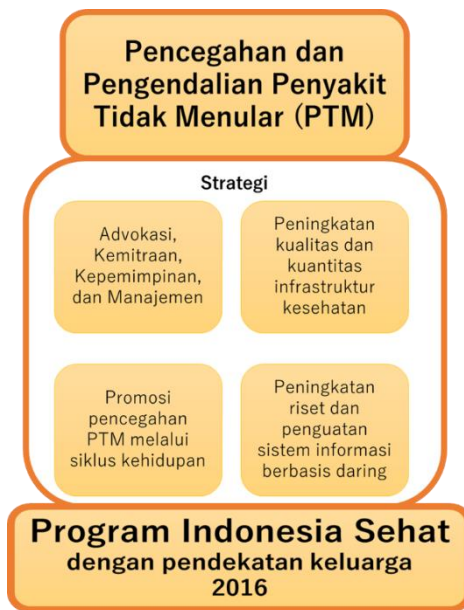 Pencegahan dan
Pengendalian Penyakit
Tidak Menular (PTM)
Strategi
Advokasi,
Kemitraan,
Kepemimpinan,
dan Manajemen
Peningkatan
kualitas dan
kuantitas
infrastruktur
kesehatan
Promosi
pencegahan
PTM melalui
siklus kehidupan
Peningkatan
riset dan
penguatan
sistem informasi
berbasis daring
Program Indonesia Sehat
dengan pendekatan keluarga
2016